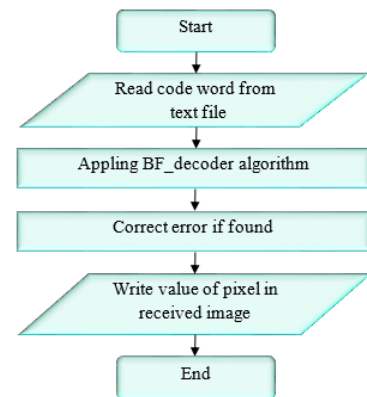 Start
Read code word from
text file
Appling BF_decoder algorithm
Correct error if found
Write value of pixel in
received image
End